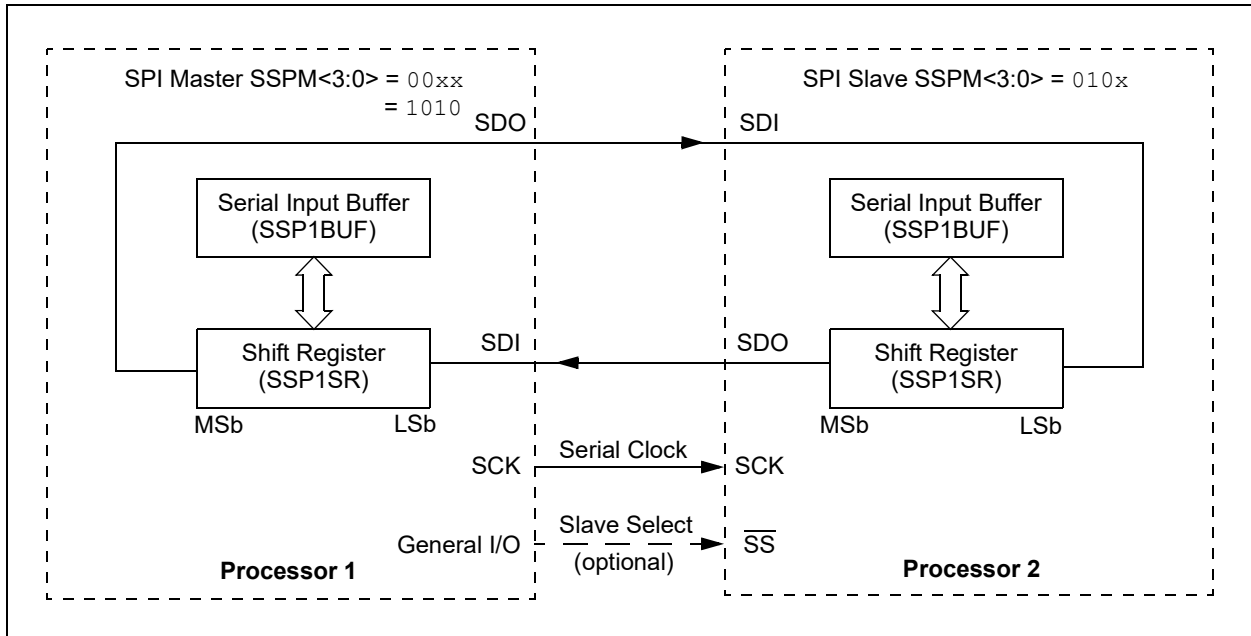 SPI Master SSPM<3:0> = 00xx
= 1010
SDO
Serial Input Buffer
(SSP1BUF)
Shift Register
(SSP1SR)
MSb
LSb
SDI
SCK
General I/O
Processor 1
Serial Clock
Slave Select
(optional)
SPI Slave SSPM<3:0> = 010x
SDI
Serial Input Buffer
(SSP1BUF)
SDO
Shift Register
(SSP1SR)
MSb
LSb
SCK
S̅S̅
Processor 2